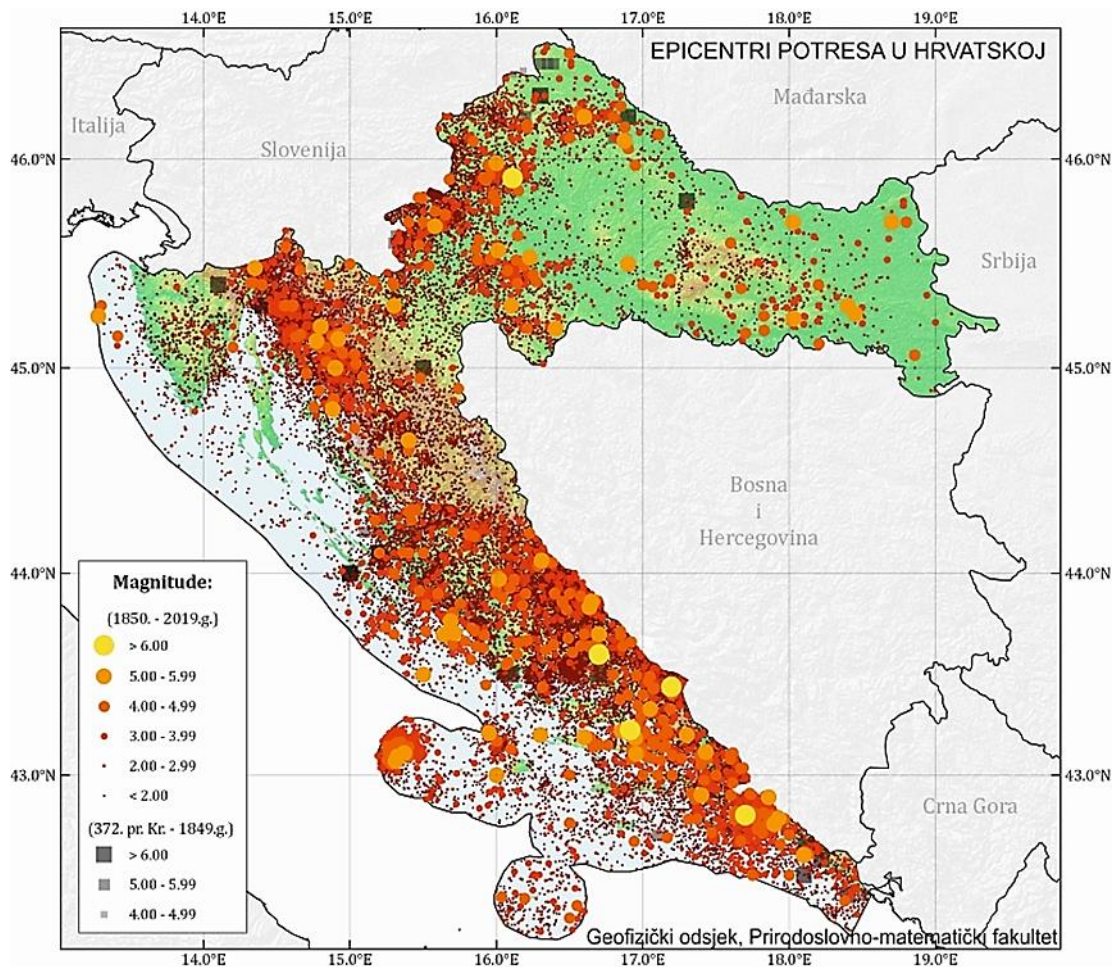 14.0°E 15.0°E 16.0°E 17.0°E 18.0°E 19.0°E
EPICENTRI POTRESA U HRVATSKOJ
Mađarska
Italija
Slovenija
46.0°N 46.0°N
Srbija
45.0°N 45.0°N
Bosna
i
Hercegovina
44.0°N 44.0°N
Magnitude:
(1850. - 2019.g.)
> 6.00
5.00 - 5.99
4.00 - 4.99
3.00 - 3.99
2.00 - 2.99
< 2.00
(372. pr. Kr. - 1849.g.)
> 6.00
5.00 - 5.99
4.00 - 4.99
43.0°N 43.0°N
Crna Gora
Geofizički odsjek, Prirodoslovno-matematički fakultet
14.0°E 15.0°E 16.0°E 17.0°E 18.0°E 19.0°E